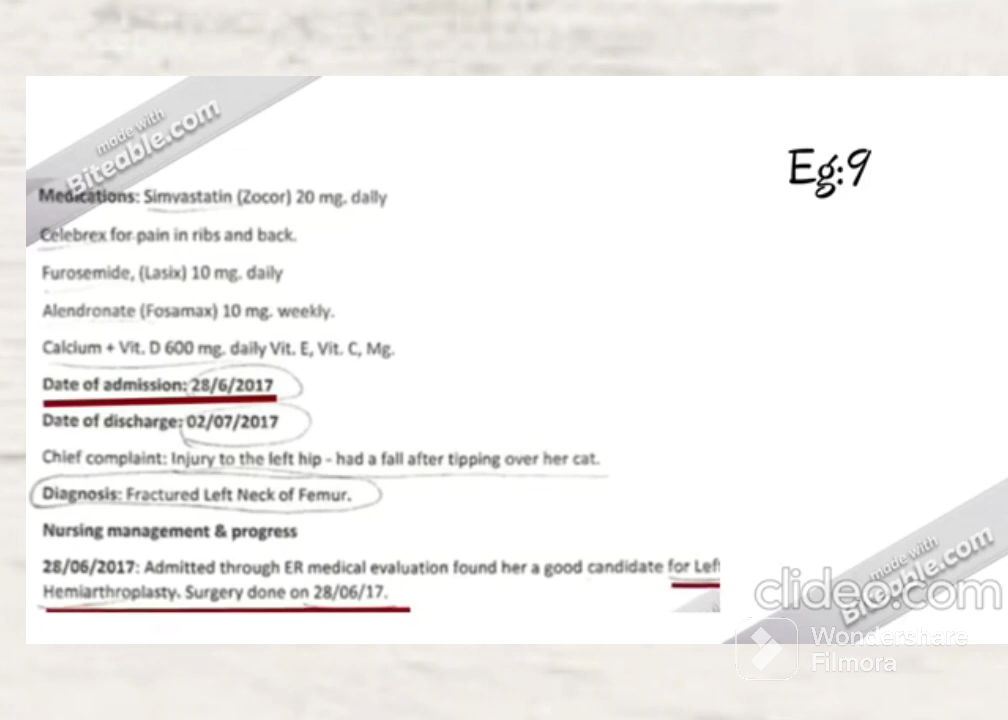 made with
Biteable.com
Eg:9
Medications: Simvastatin (Zocor) 20 mg. daily
Celebrex for pain in ribs and back.
Furosemide, (Lasix) 10 mg. daily
Alendronate (Fosamax) 10 mg. weekly.
Calcium + Vit. D 600 mg. daily Vit. E, Vit. C, Mg.
Date of admission: 28/6/2017
Date of discharge: 02/07/2017
Chief complaint: Injury to the left hip - had a fall after tipping over her cat.
Diagnosis: Fractured Left Neck of Femur.
Nursing management & progress
28/06/2017: Admitted through ER medical evaluation found her a good candidate for Left
Hemiarthroplasty. Surgery done on 28/06/17.
made with
Biteable.com
clideo.com
Wondershare
Filmora